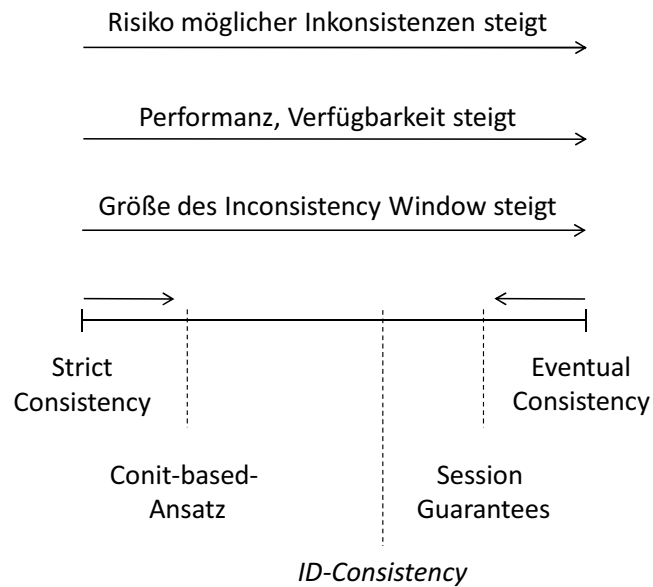 Risiko möglicher Inkonsistenzen steigt
Performanz, Verfügbarkeit steigt
Größe des Inconsistency Window steigt
Strict
Consistency
Eventual
Consistency
Conit-based-
Ansatz
Session
Guarantees
ID-Consistency